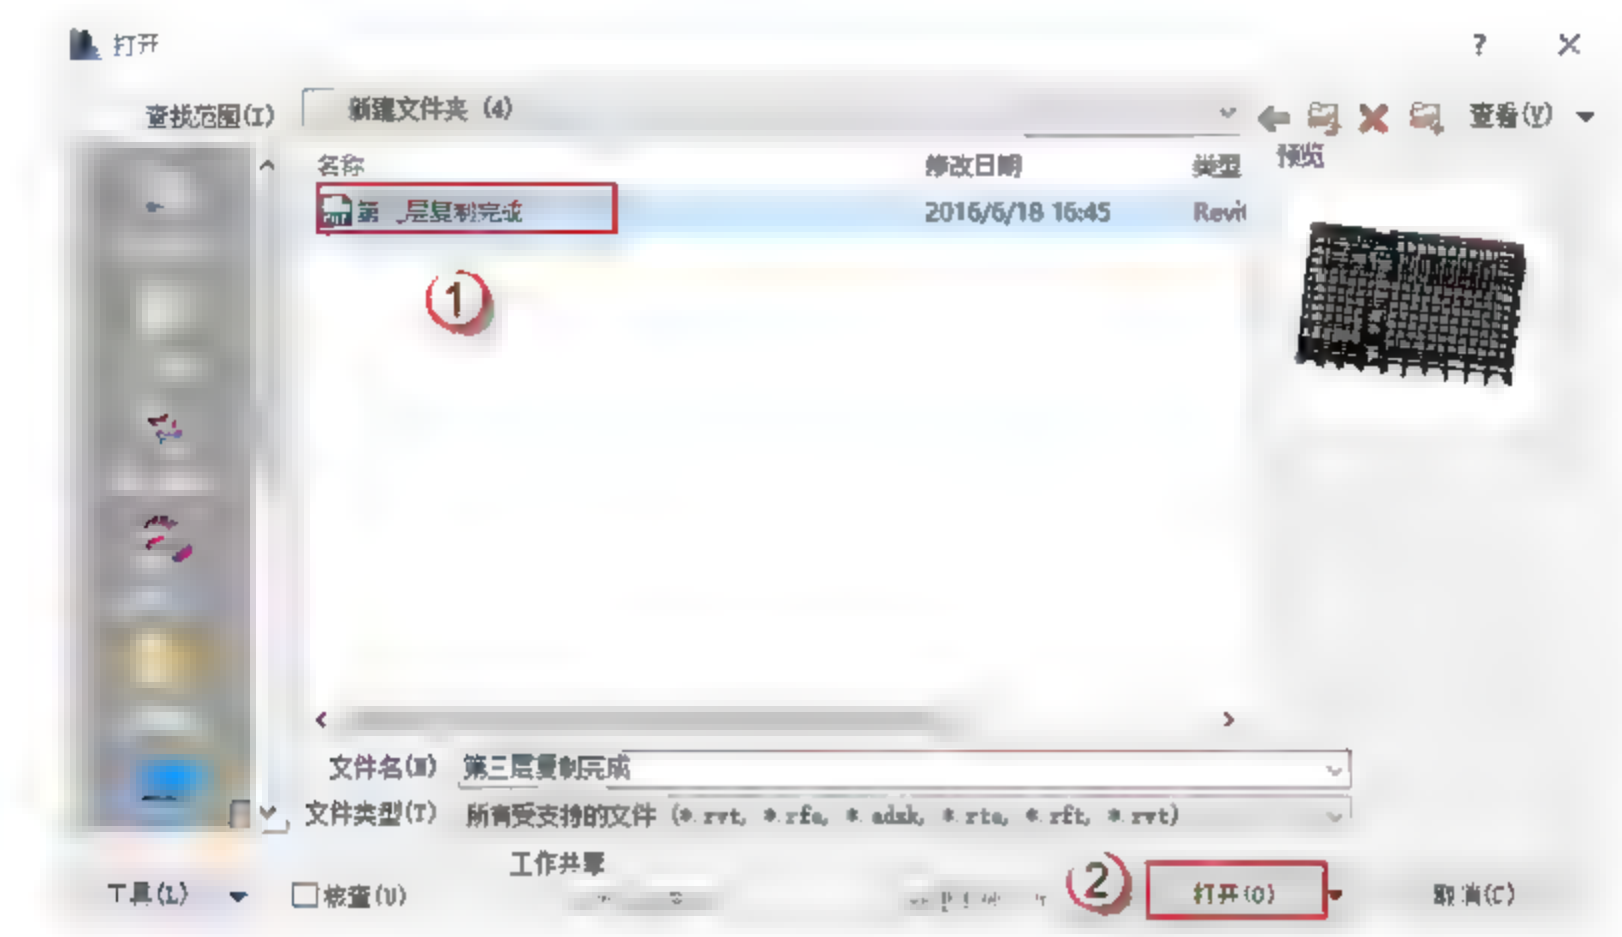 打开
?
查找范围(I)
新建文件夹 (4)
查看(V)
名称
修改日期
类型
预览
第 层复制完成
2016/6/18 16:45
Revit
1
文件名(N)
第三层复制完成
文件类型(T)
所有受支持的文件 (*.rvt, *.rfa, *.adsk, *.rta, *.rft, *.rvt)
工作共享
工具(L)
核查(U)
2
打开(O)
取消(C)